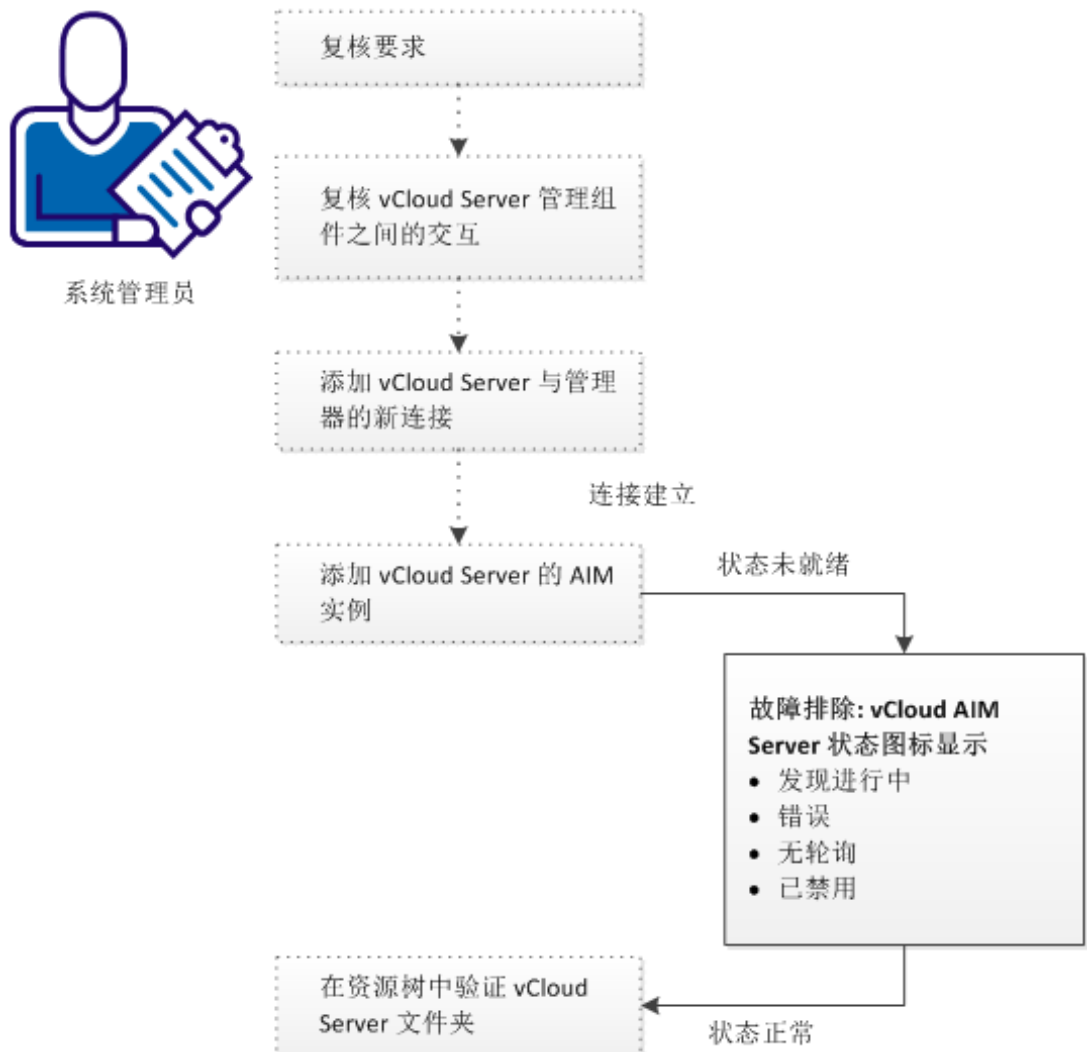 复核要求
复核 vCloud Server 管理组
件之间的交互
系统管理员
添加 vCloud Server 与管理
器的新连接
连接建立
添加 vCloud Server 的 AIM
实例
状态未就绪
故障排除: vCloud AIM
Server 状态图标显示
• 发现进行中
• 错误
• 无轮询
• 已禁用
在资源树中验证 vCloud
Server 文件夹
状态正常